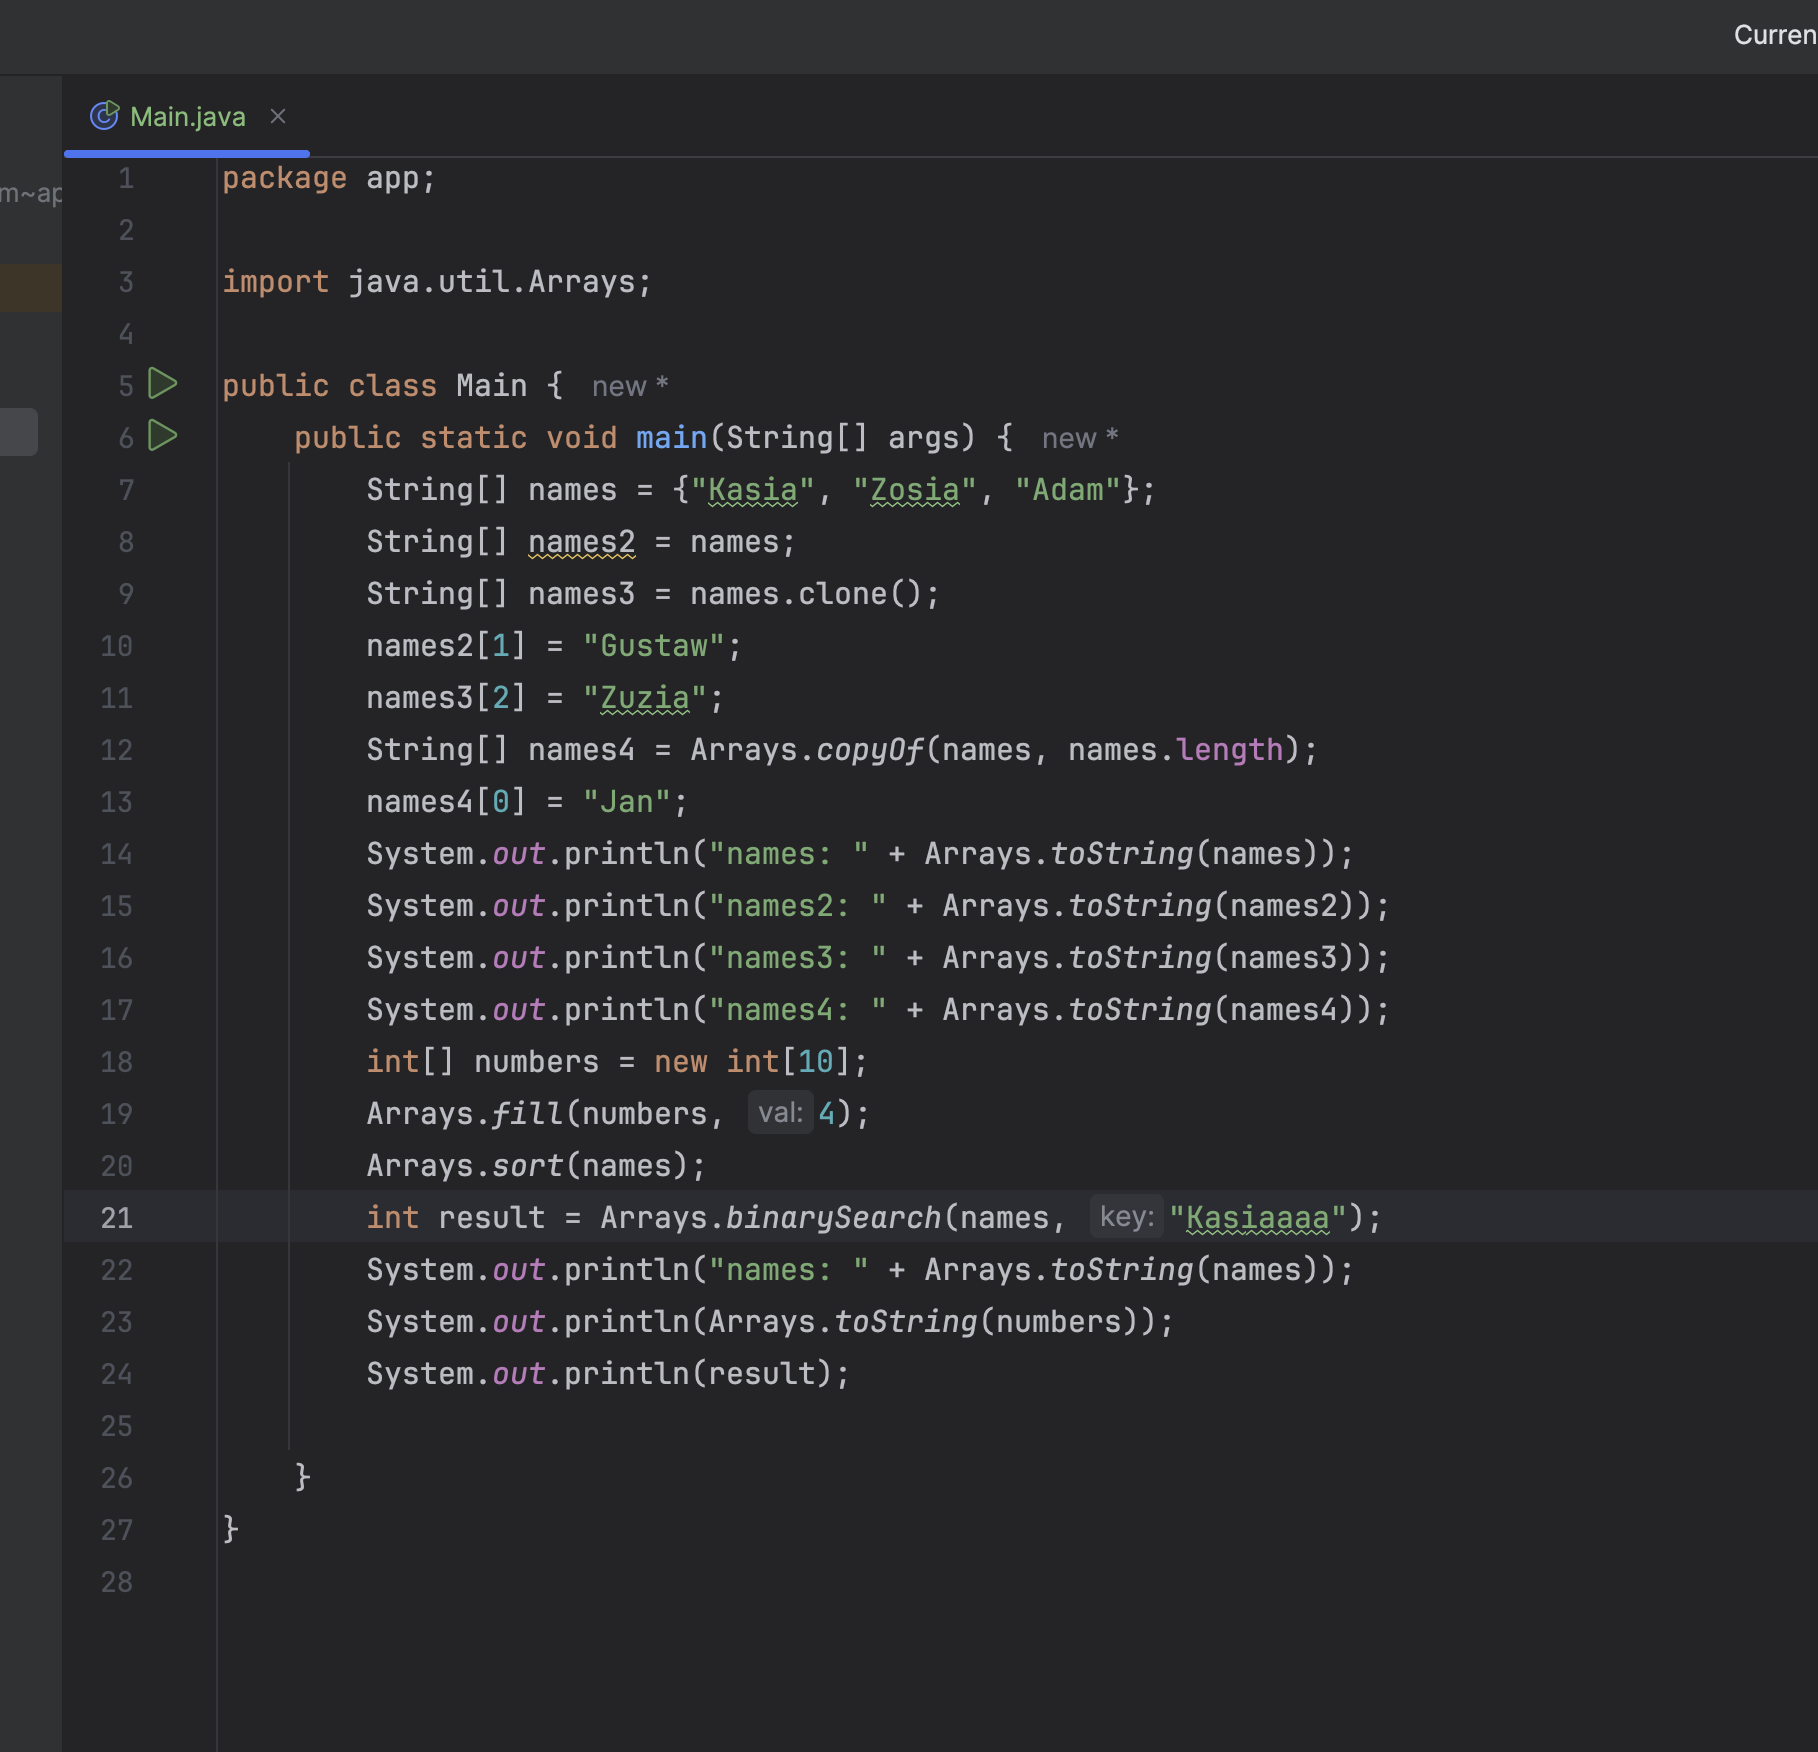 Curren
Main.java
m~ap
1 package app;
2
3 import java.util.Arrays;
4
5 public class Main { new *
6 public static void main(String[] args) { new *
7 String[] names = {"Kasia", "Zosia", "Adam"};
8 String[] names2 = names;
9 String[] names3 = names.clone();
10 names2[1] = "Gustaw";
11 names3[2] = "Zuzia";
12 String[] names4 = Arrays.copyOf(names, names.length);
13 names4[0] = "Jan";
14 System.out.println("names: " + Arrays.toString(names));
15 System.out.println("names2: " + Arrays.toString(names2));
16 System.out.println("names3: " + Arrays.toString(names3));
17 System.out.println("names4: " + Arrays.toString(names4));
18 int[] numbers = new int[10];
19 Arrays.fill(numbers, val: 4);
20 Arrays.sort(names);
21 int result = Arrays.binarySearch(names, key: "Kasiaaaa");
22 System.out.println("names: " + Arrays.toString(names));
23 System.out.println(Arrays.toString(numbers));
24 System.out.println(result);
25
26 }
27 }
28